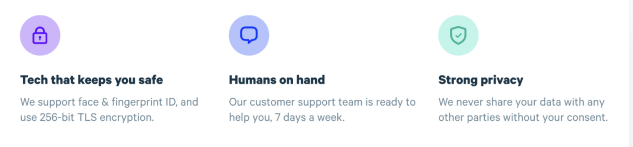 Tech that keeps you safe
We support face & fingerprint ID, and
use 256-bit TLS encryption.
Humans on hand
Our customer support team is ready to
help you, 7 days a week.
Strong privacy
We never share your data with any
other parties without your consent.